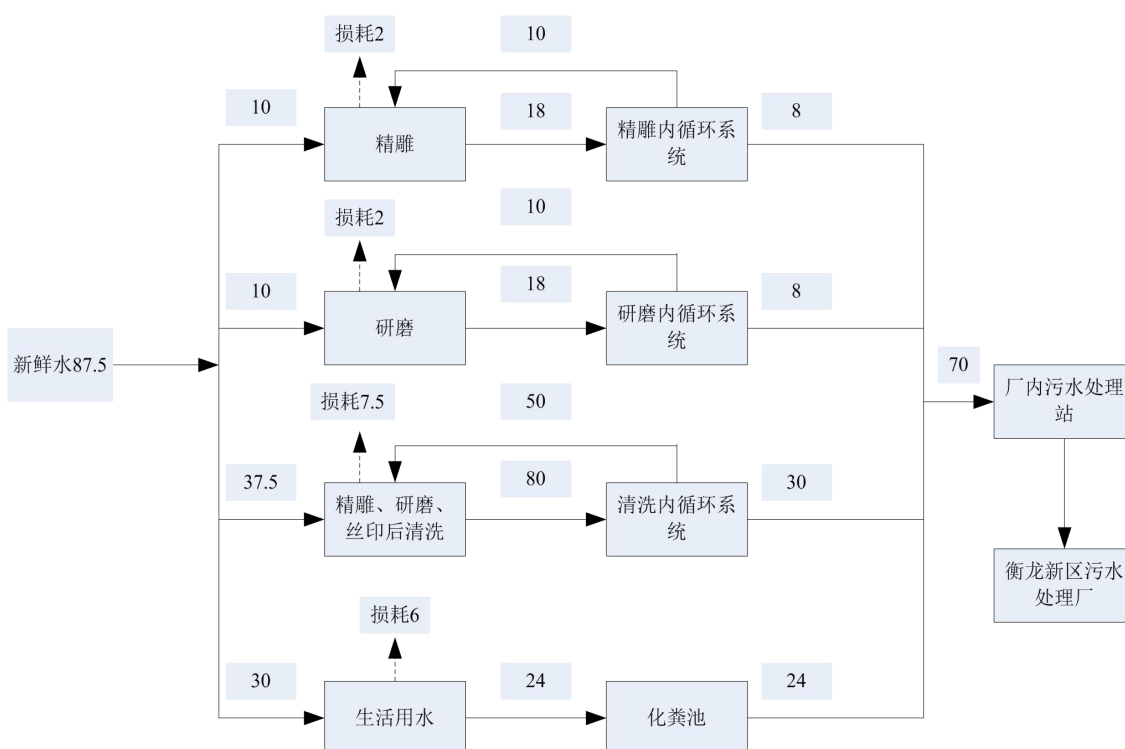 损耗2
10
10
18
8
精雕
精雕内循环系
统
损耗2
10
10
18
8
研磨
研磨内循环系
统
新鲜水87.5
70
厂内污水处理
站
损耗7.5
50
37.5
80
30
精雕、研磨、
丝印后清洗
清洗内循环系
统
衡龙新区污水
处理厂
损耗6
30
24
24
生活用水
化粪池